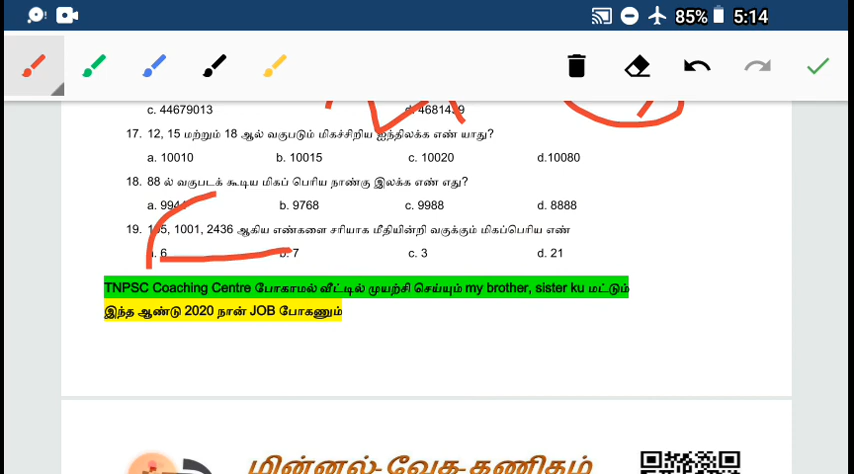 85% 5:14
c. 44679013
17. 12, 15 மற்றும் 18 ஆல் வகுபடும் மிகச்சிறிய ஐந்திலக்க எண் யாது?
a. 10010 b. 10015 c. 10020 d.10080
18. 88 ல் வகுபடக் கூடிய மிகப் பெரிய நாண்கு இலக்க எண் எது?
b. 9768 c. 9988 d. 8888
19. 105, 1001, 2436 ஆகிய எண்களை சரியாக மீதியின்றி வகுக்கும் மிகப்பெரிய எண்
a. 6 b. 7 c. 3 d. 21
TNPSC Coaching Centre போகாமல் வீட்டில் முயற்சி செய்யும் my brother, sister ku மட்டும்
இந்த ஆண்டு 2020 நான் JOB போகணும்
மின்னல்-வேக-கணிதம்